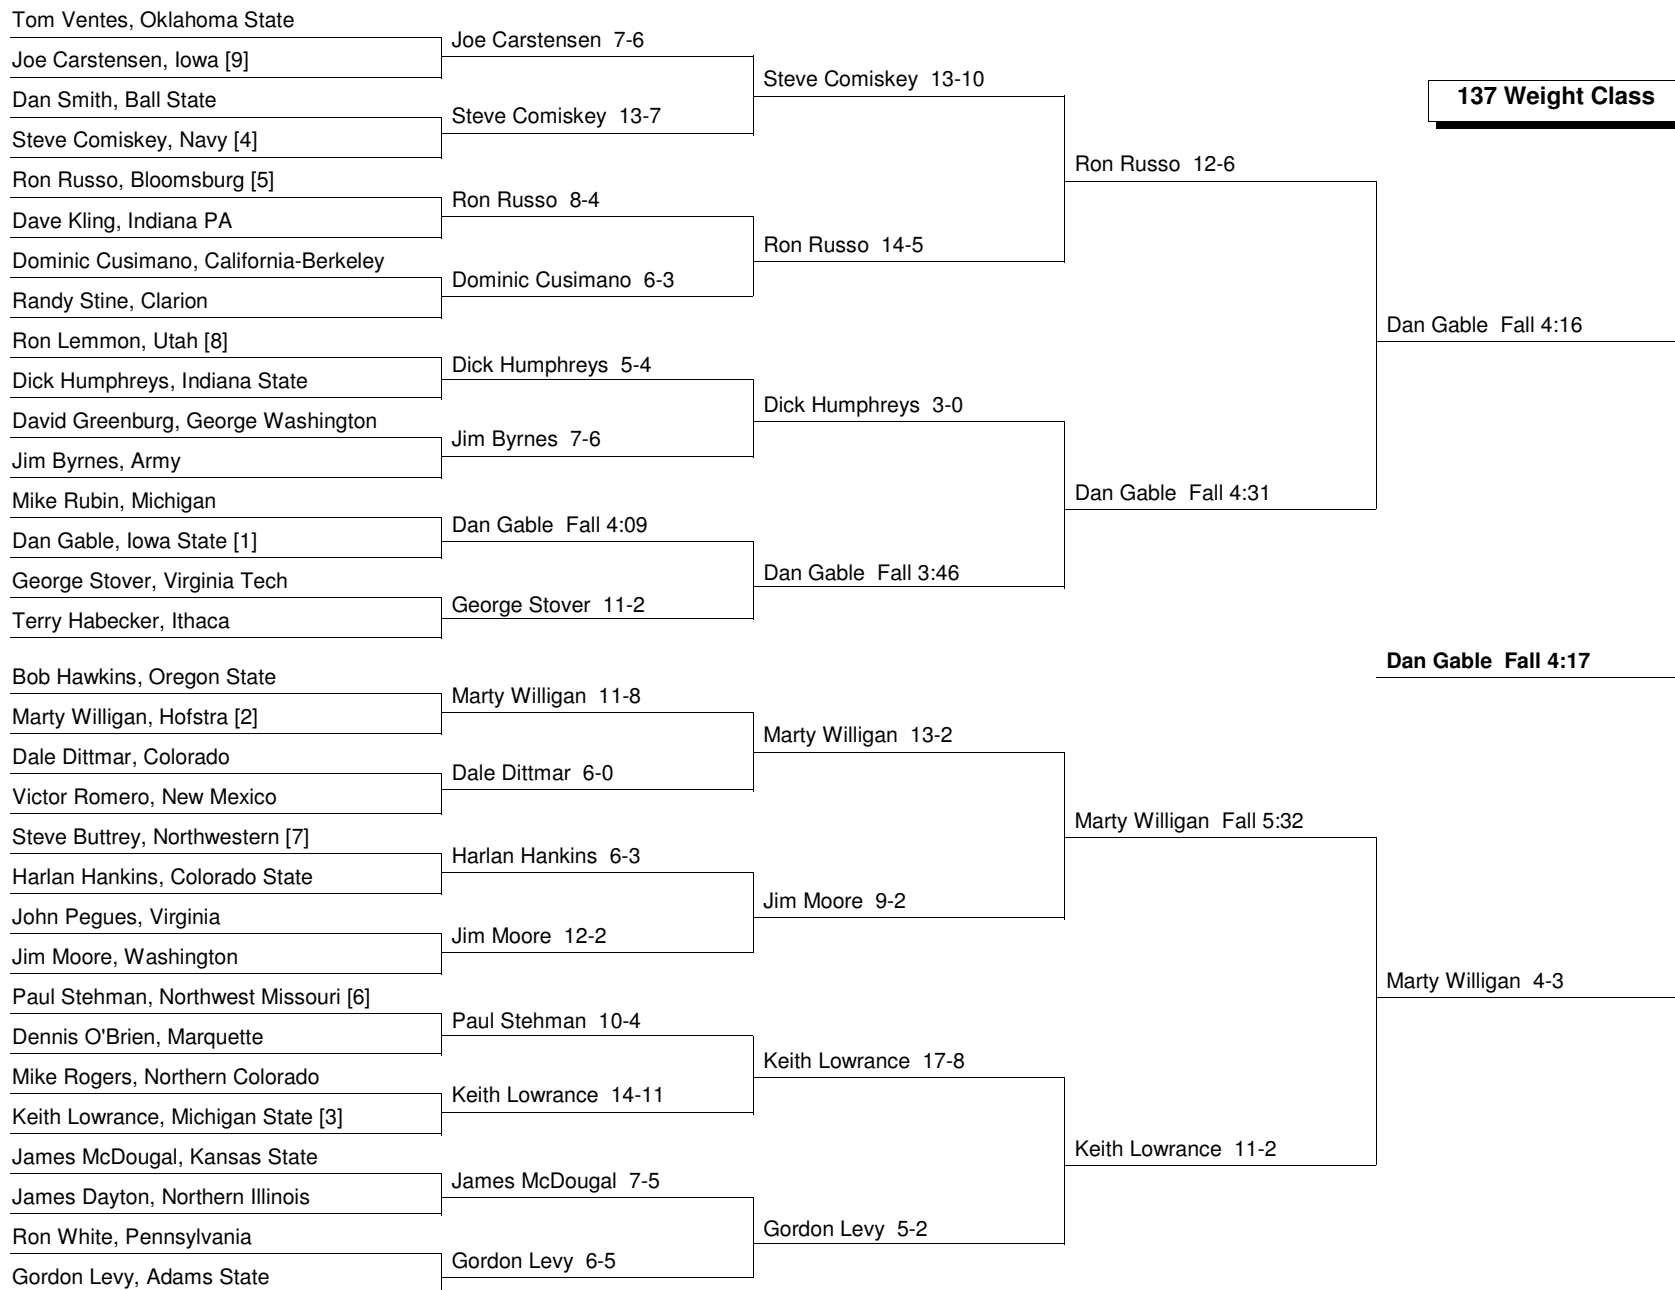 Tom Ventes, Oklahoma State
Joe Carstensen, Iowa [9]
Dan Smith, Ball State
Steve Comiskey, Navy [4]
Ron Russo, Bloomsburg [5]
Dave Kling, Indiana PA
Dominic Cusimano, California-Berkeley
Randy Stine, Clarion
Ron Lemmon, Utah [8]
Dick Humphreys, Indiana State
David Greenburg, George Washington
Jim Byrnes, Army
Mike Rubin, Michigan
Dan Gable, Iowa State [1]
George Stover, Virginia Tech
Terry Habecker, Ithaca
Bob Hawkins, Oregon State
Marty Willigan, Hofstra [2]
Dale Dittmar, Colorado
Victor Romero, New Mexico
Steve Buttrey, Northwestern [7]
Harlan Hankins, Colorado State
John Pegues, Virginia
Jim Moore, Washington
Paul Stehman, Northwest Missouri [6]
Dennis O'Brien, Marquette
Mike Rogers, Northern Colorado
Keith Lowrance, Michigan State [3]
James McDougal, Kansas State
James Dayton, Northern Illinois
Ron White, Pennsylvania
Gordon Levy, Adams State
Joe Carstensen 7-6
Steve Comiskey 13-7
Ron Russo 8-4
Dominic Cusimano 6-3
Dick Humphreys 5-4
Jim Byrnes 7-6
Dan Gable Fall 4:09
George Stover 11-2
Marty Willigan 11-8
Dale Dittmar 6-0
Harlan Hankins 6-3
Jim Moore 12-2
Paul Stehman 10-4
Keith Lowrance 14-11
James McDougal 7-5
Gordon Levy 6-5
Steve Comiskey 13-10
Ron Russo 14-5
Dick Humphreys 3-0
Dan Gable Fall 3:46
Marty Willigan 13-2
Jim Moore 9-2
Keith Lowrance 17-8
Gordon Levy 5-2
Ron Russo 12-6
Dan Gable Fall 4:31
Marty Willigan Fall 5:32
Keith Lowrance 11-2
137 Weight Class
Dan Gable Fall 4:16
Dan Gable Fall 4:17
Marty Willigan 4-3